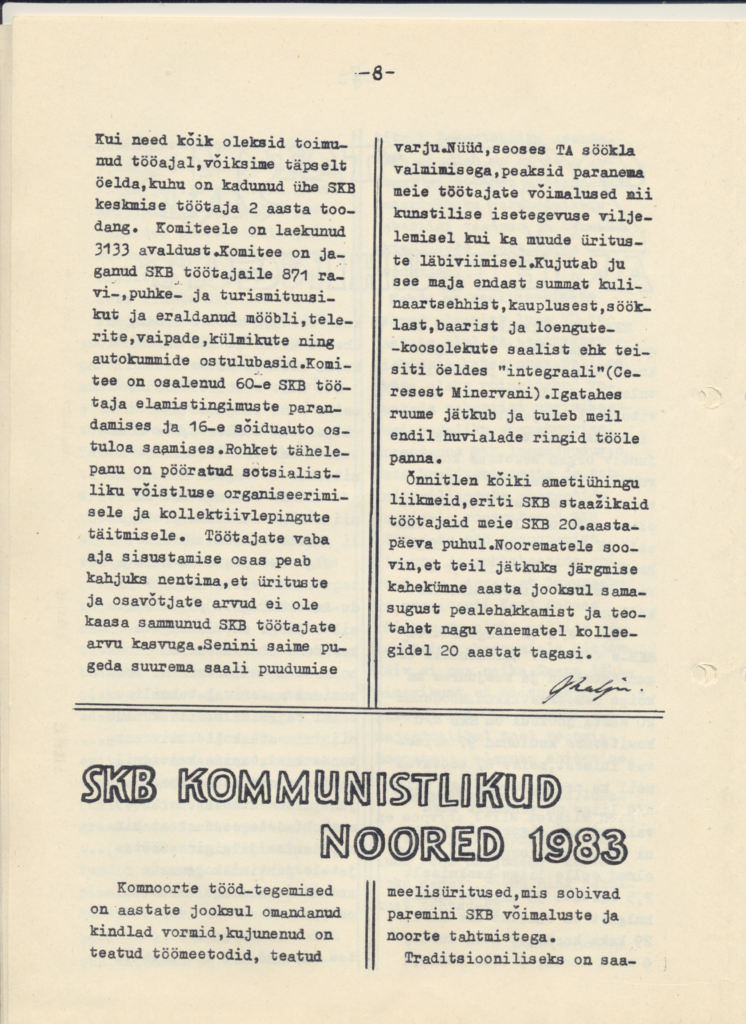 -8-
Kui need kõik oleksid toimu-
nud tööajal,võiksime täpselt
öelda,kuhu on kadunud ühe SKB
keskmise töötaja 2 aasta too-
dang. Komiteele on laekunud
3133 avaldust.Komitee on ja-
ganud SKB töötajaile 871 ra-
vi-,puhke- ja turismituusi-
kut ja eraldanud mööbli,tele-
rite,vaipade,külmikute ning
autokummide ostulubasid.Komi-
tee on osalenud 60-e SKB töö-
taja elamistingimuste paran-
damises ja 16-e sõiduauto os-
tuloa saamises.Rohket tähele-
panu on pööratud sotsialist-
liku võistluse organiseerimi-
sele ja kollektiivlepingute
täitmisele. Töötajate vaba
aja sisustamise osas peab
kahjuks nentima,et ürituste
ja osavõtjate arvud ei ole
kaasa sammunud SKB töötajate
arvu kasvuga.Senini saime pu-
geda suurema saali puudumise
varju.Nüüd,seoses TA söökla
valmimisega,peaksid paranema
meie töötajate võimalused nii
kunstilise isetegevuse vilje-
lemisel kui ka muude üritus-
te läbiviimisel.Kujutab ju
see maja endast summat kuli-
naartsehhist,kauplusest,söök-
last,baarist ja loengute-
-koosolekute saalist ehk tei-
siti öeldes "integraali"(Ce-
resest Minervani).Igatahes
ruume jätkub ja tuleb meil
endil huvialade ringid tööle
panna.
Õnnitlen kõiki ametiühingu
liikmeid,eriti SKB staažikaid
töötajaid meie SKB 20.aasta-
päeva puhul.Noorematele soo-
vin,et teil jätkuks järgmise
kahekümne aasta jooksul sama-
sugust pealehakkamist ja teo-
tahet nagu vanematel kollee-
gidel 20 aastat tagasi.
SKB KOMMUNISTLIKUD
NOORED 1983
Komnoorte tööd-tegemised
on aastate jooksul omandanud
kindlad vormid,kujunenud on
teatud töömeetodid, teatud
meelisüritused,mis sobivad
paremini SKB võimaluste ja
noorte tahtmistega.
Traditsiooniliseks on saa-